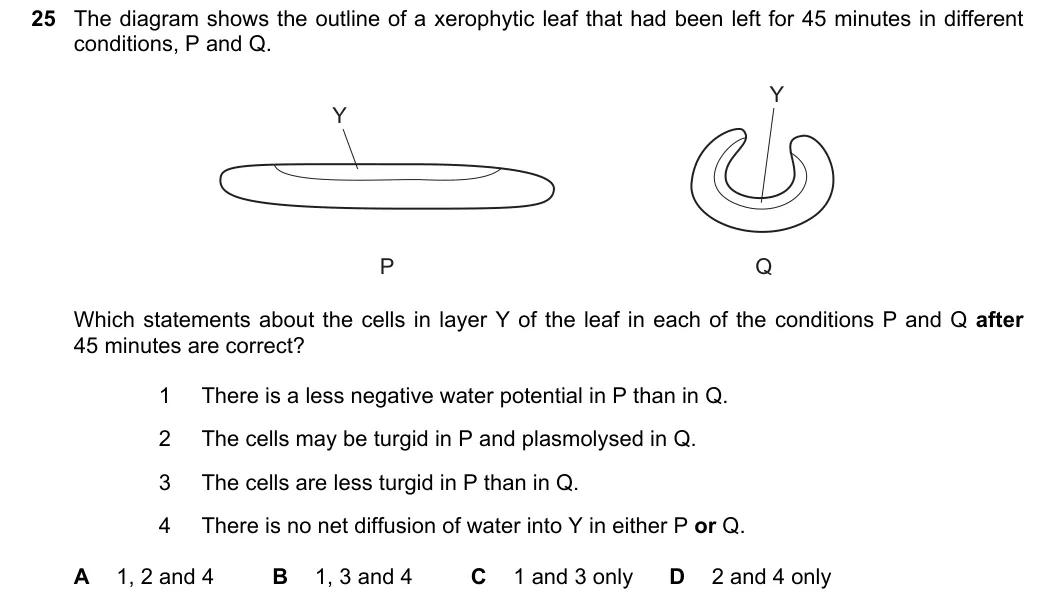 25 The diagram shows the outline of a xerophytic leaf that had been left for 45 minutes in different
conditions, P and Q.
Y
Y
P
Q
Which statements about the cells in layer Y of the leaf in each of the conditions P and Q after
45 minutes are correct?
1 There is a less negative water potential in P than in Q.
2 The cells may be turgid in P and plasmolysed in Q.
3 The cells are less turgid in P than in Q.
4 There is no net diffusion of water into Y in either P or Q.
A 1, 2 and 4 B 1, 3 and 4 C 1 and 3 only D 2 and 4 only